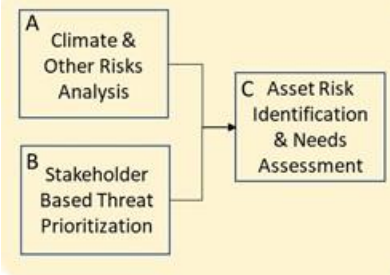 A
Climate &
Other Risks
Analysis
B
Stakeholder
Based Threat
Prioritization
C Asset Risk
Identification
& Needs
Assessment